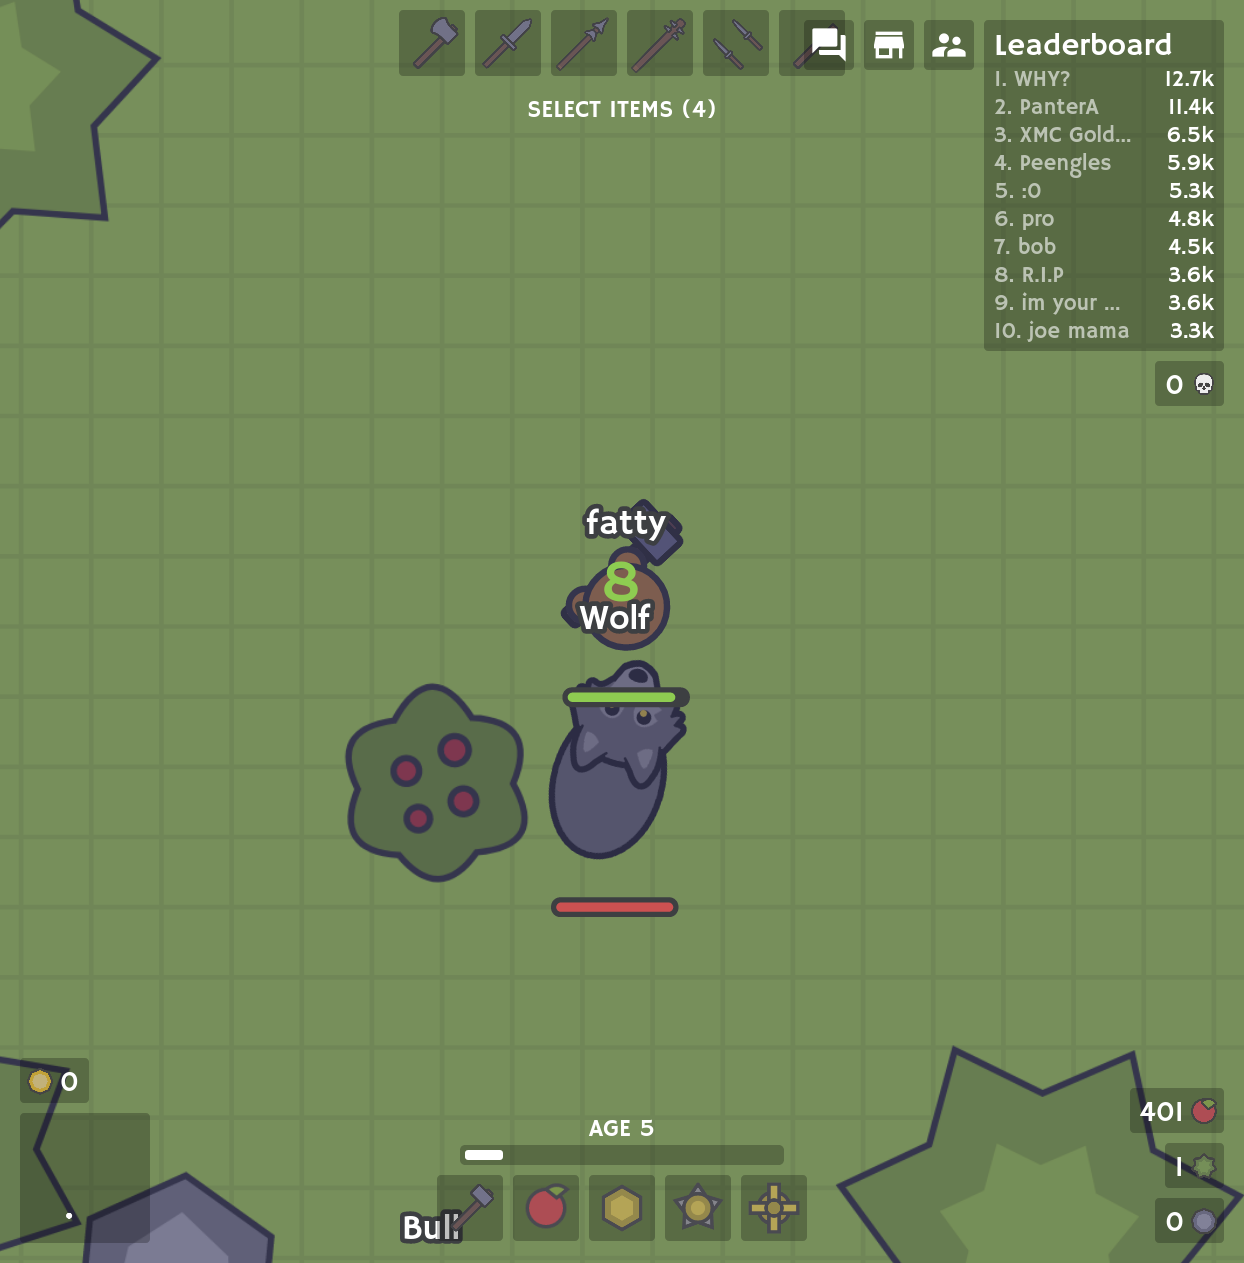 SELECT ITEMS (4)
Leaderboard
1. WHY? 12.7k
2. PanterA 11.4k
3. XMC Gold... 6.5k
4. Peengles 5.9k
5. :0 5.3k
6. pro 4.8k
7. bob 4.5k
8. R.I.P 3.6k
9. im your ... 3.6k
10. joe mama 3.3k
0
fatty
8
Wolf
0
AGE 5
401
1
0
Bull